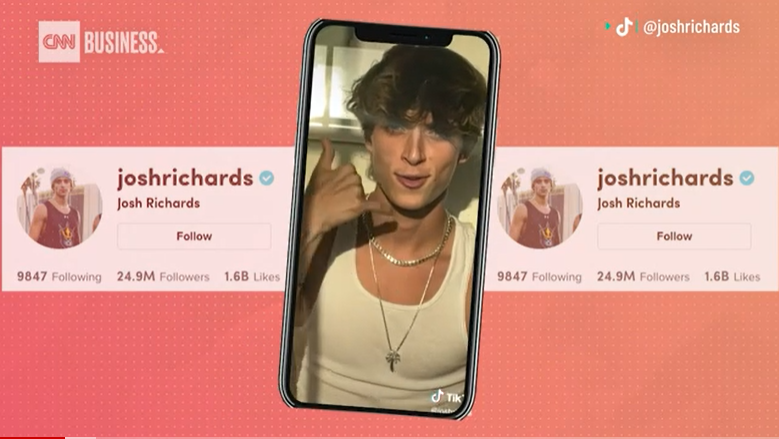 CNN BUSINESS
@joshrichards
joshrichards
Josh Richards
Follow
9847 Following 24.9M Followers 1.6B Likes
joshrichards
Josh Richards
Follow
9847 Following 24.9M Followers 1.6B Likes
Tik